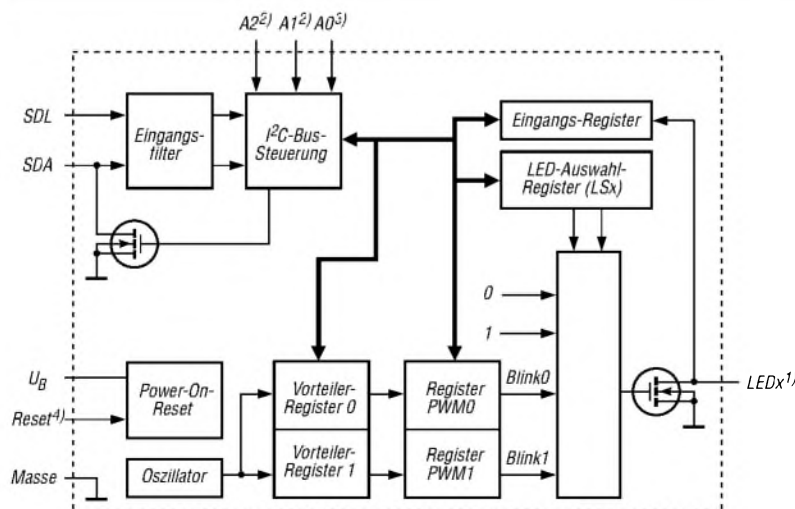 A2²⁾ A1²⁾ A0³⁾
SDL
SDA
Eingangs-
filter
I²C-Bus-
Steuerung
Eingangs-Register
LED-Auswahl-
Register (LSx)
0
1
U_B
Reset⁴⁾
Masse
Power-On-
Reset
Oszillator
Vorteiler-
Register 0
Vorteiler-
Register 1
Register
PWM0
Register
PWM1
Blink0
Blink1
LEDx¹⁾